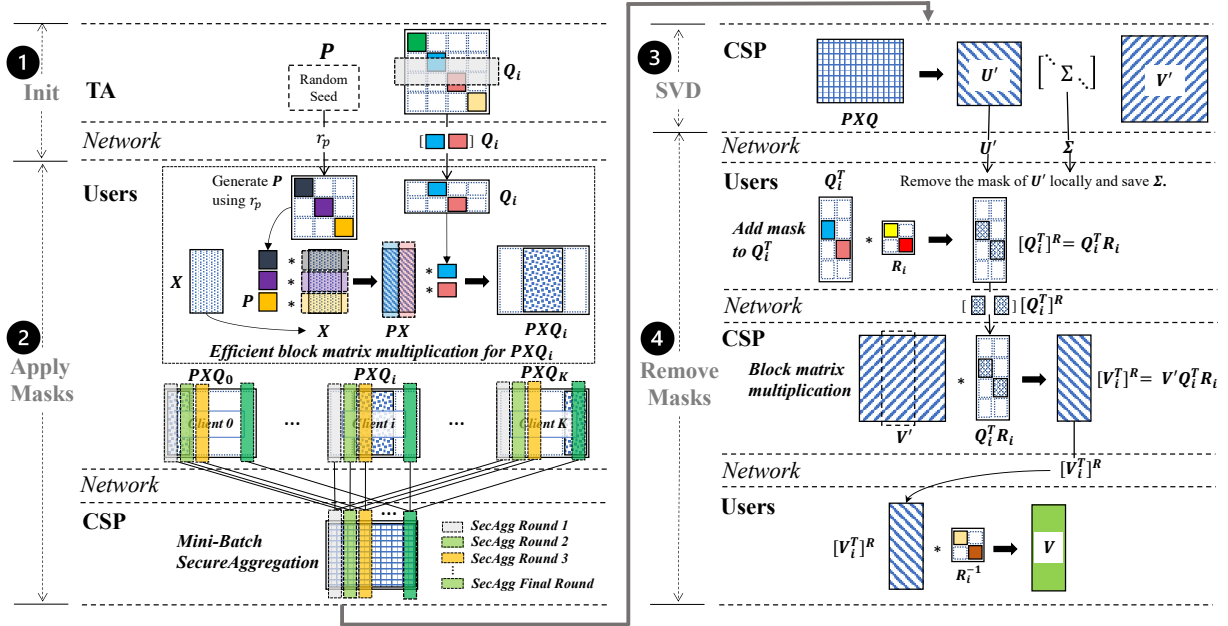 1
Init
TA
P
Random
Seed
Q_i
Network
r_p
[ ] Q_i
2
Apply
Masks
Users
Generate P
using r_p
Q_i
X
P
*
*
*
X
PX
*
*
PXQ_i
Efficient block matrix multiplication for PXQ_i
PXQ_0
PXQ_i
PXQ_K
Client 0
...
Client i
...
Client K
Network
CSP
...
Mini-Batch
SecureAggregation
SecAgg Round 1
SecAgg Round 2
SecAgg Round 3
SecAgg Final Round
3
SVD
CSP
PXQ
U′
[ Σ ]
V′
Network
U′
Σ
4
Remove
Masks
Users
Remove the mask of U′ locally and save Σ.
Q_i^T
Add mask
to Q_i^T
*
R_i
[Q_i^T]^R = Q_i^T R_i
Network
[ ] [Q_i^T]^R
CSP
Block matrix
multiplication
V′
*
Q_i^T R_i
[V_i^T]^R = V′Q_i^T R_i
Network
[V_i^T]^R
Users
[V_i^T]^R
*
R_i^{-1}
V